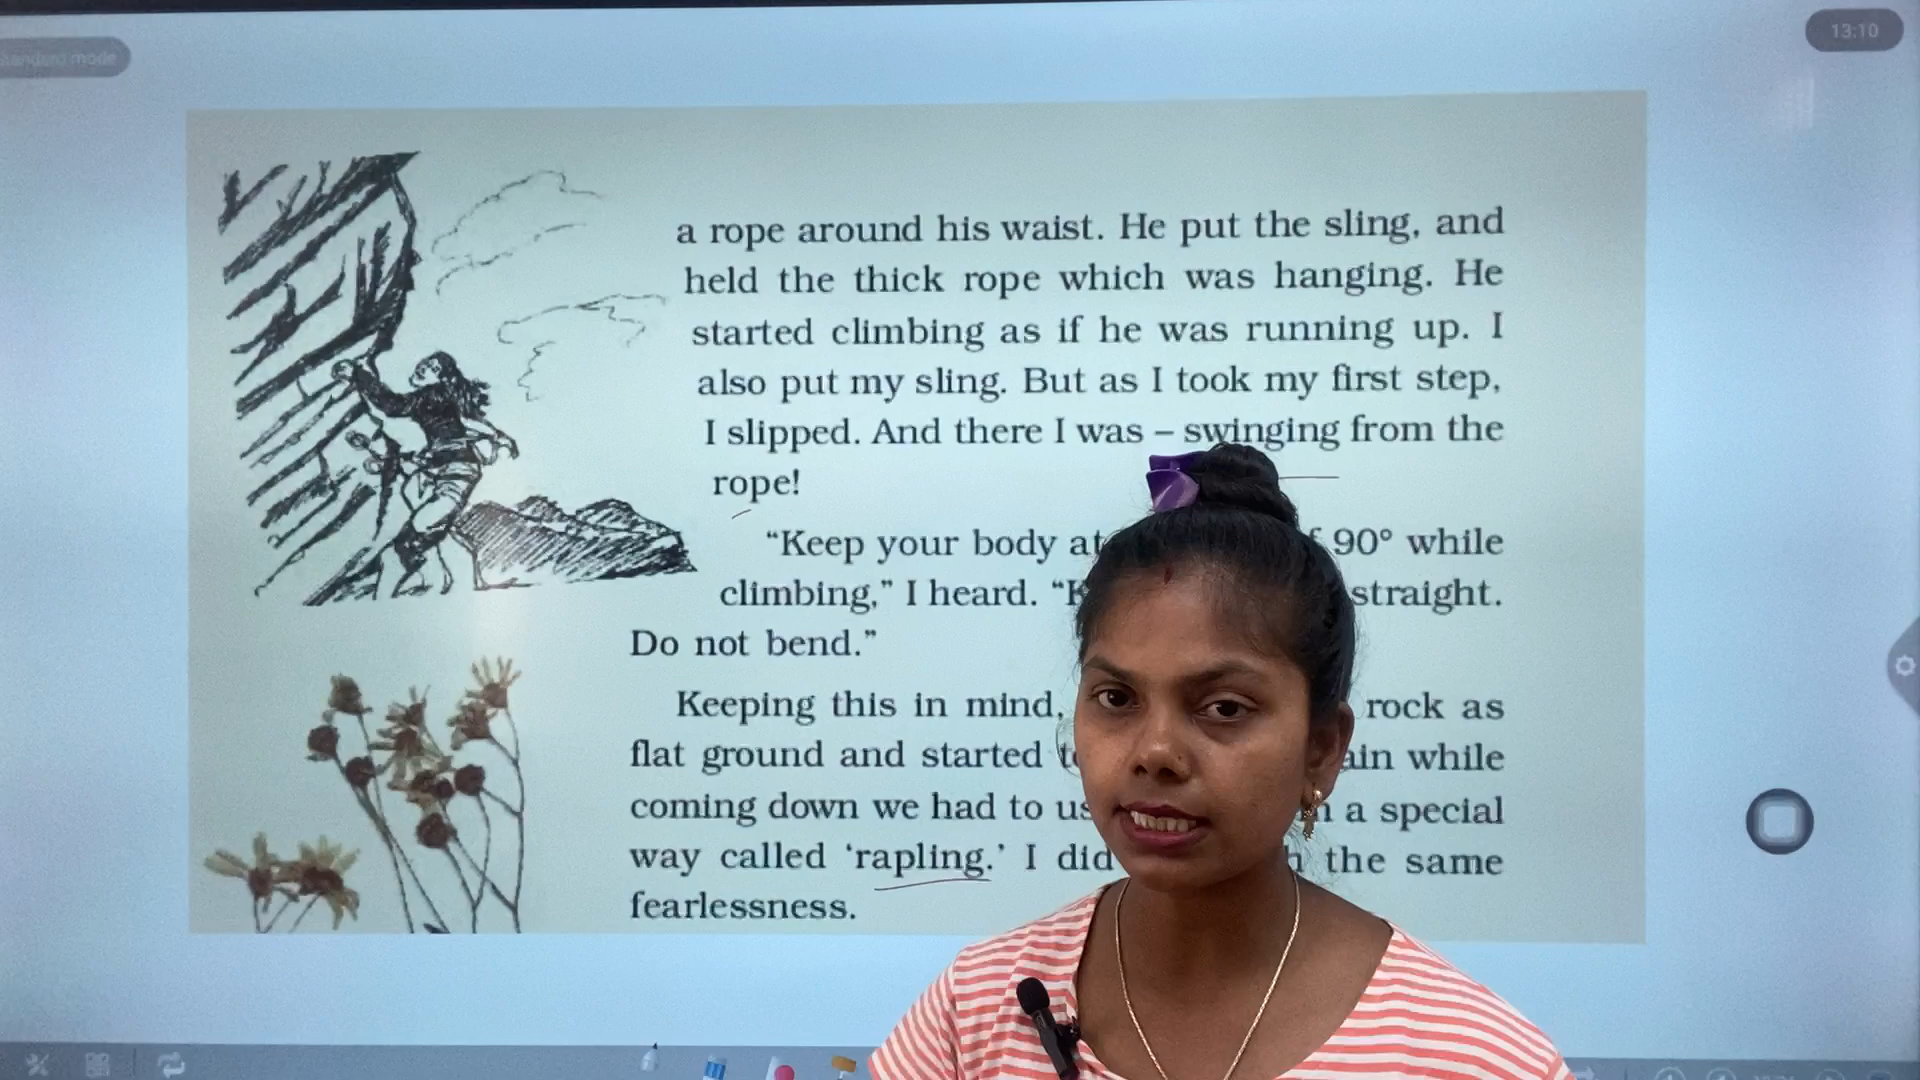 Standard mode
13:10
a rope around his waist. He put the sling, and
held the thick rope which was hanging. He
started climbing as if he was running up. I
also put my sling. But as I took my first step,
I slipped. And there I was – swinging from the
rope!
“Keep your body at 90° while
climbing,” I heard. “K straight.
Do not bend.”
Keeping this in mind, rock as
flat ground and started while
coming down we had to a special
way called ‘rapling.’ I did the same
fearlessness.